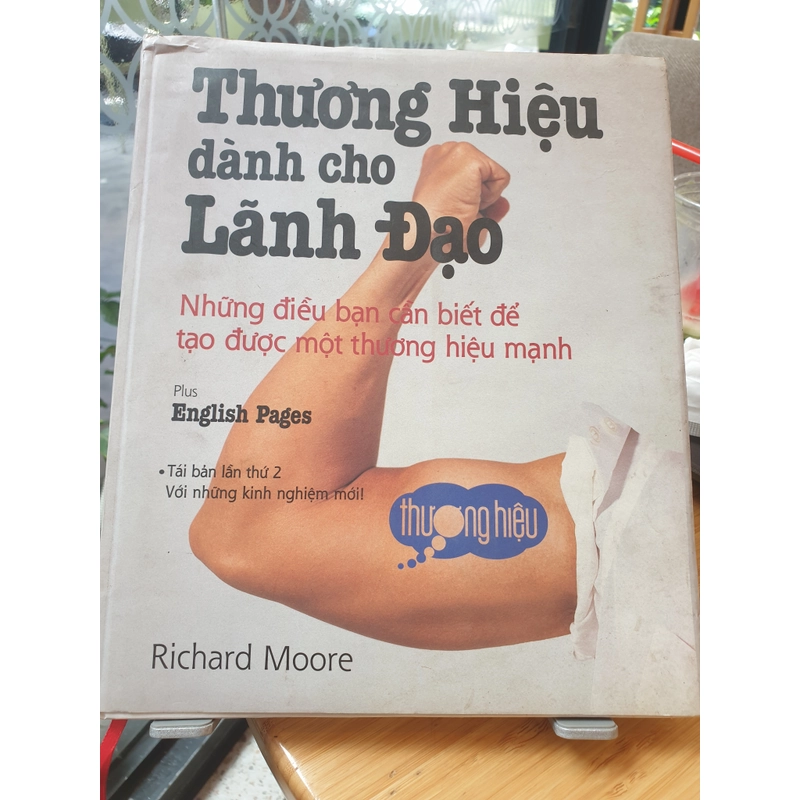 Thương Hiệu
dành cho
Lãnh Đạo
Những điều bạn cần biết để
tạo được một thương hiệu mạnh
Plus
English Pages
• Tái bản lần thứ 2
Với những kinh nghiệm mới!
thương hiệu
Richard Moore